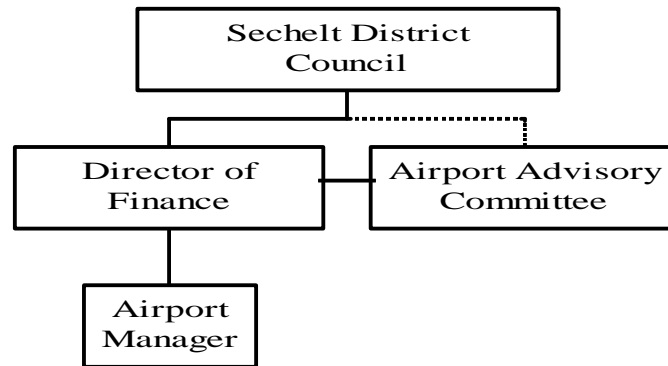 Sechelt District
Council
Director of
Finance
Airport Advisory
Committee
Airport
Manager